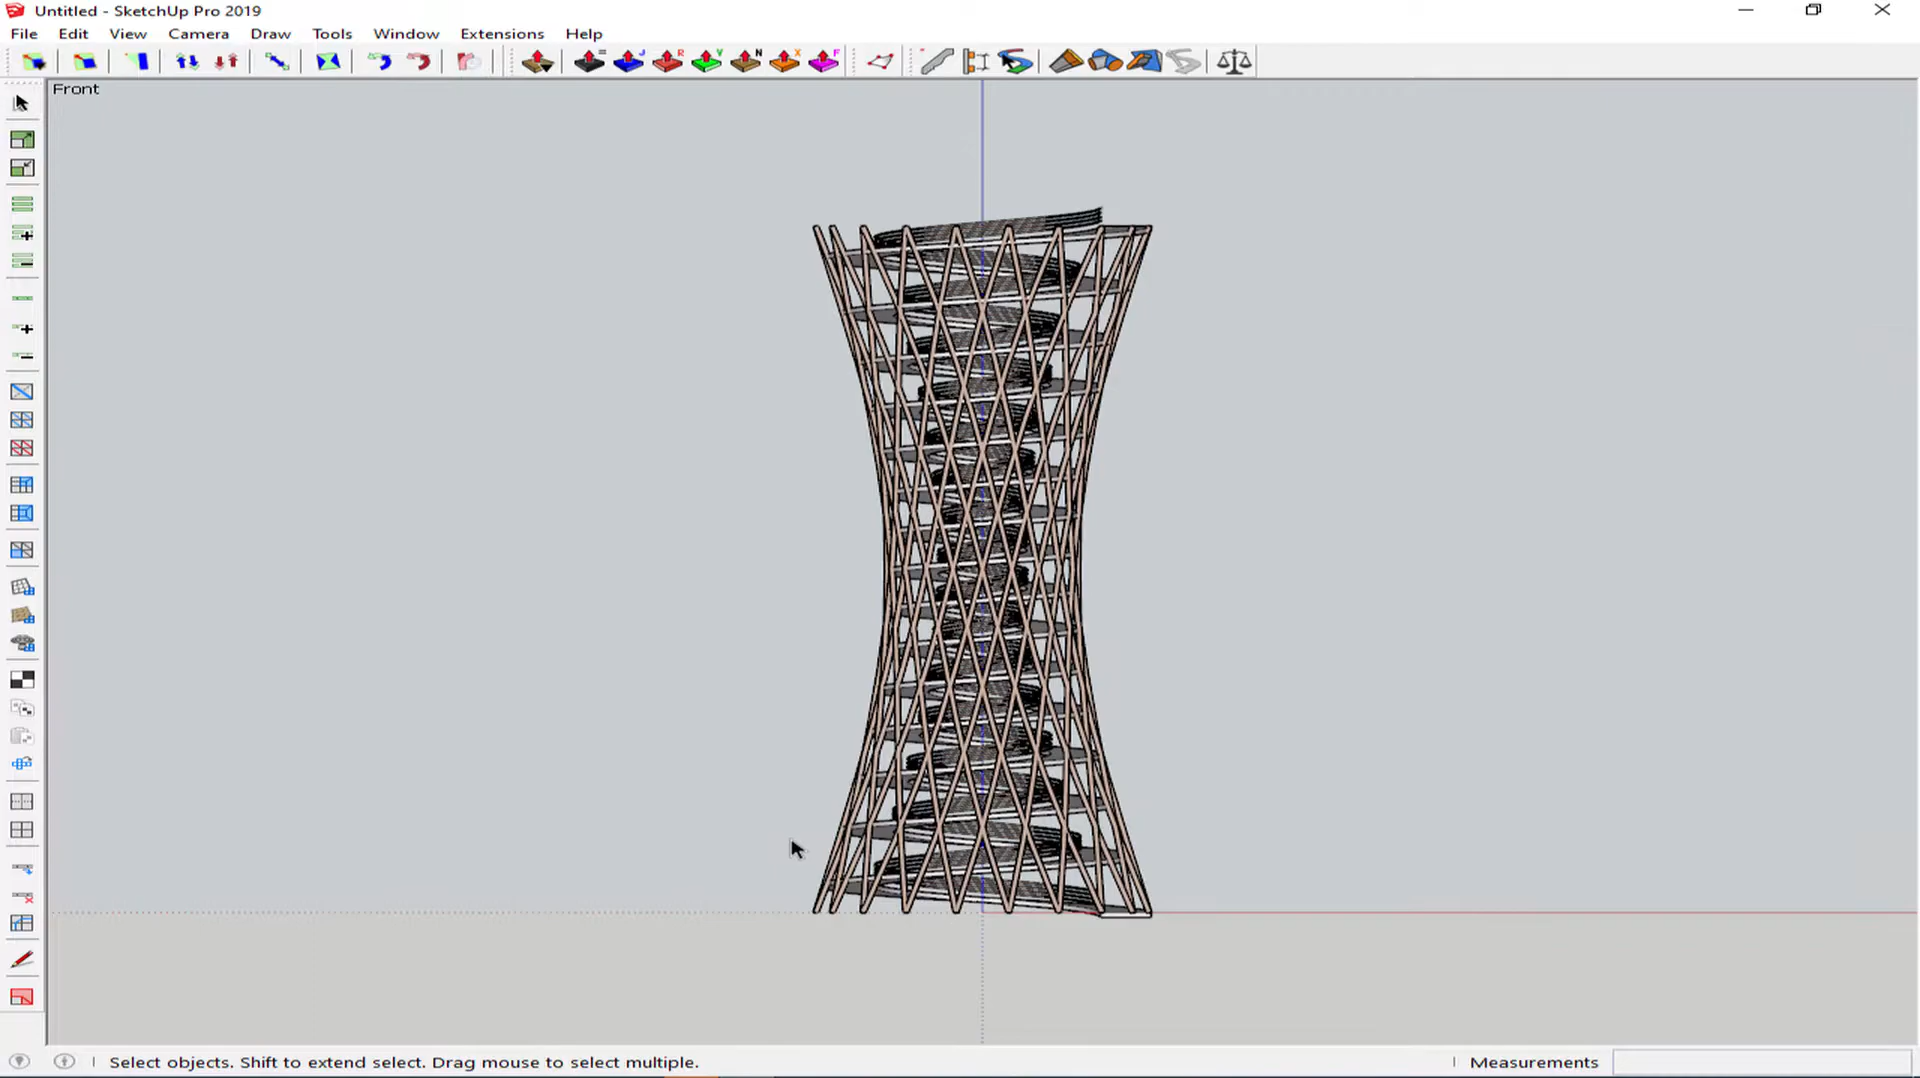 Untitled - SketchUp Pro 2019
File Edit View Camera Draw Tools Window Extensions Help
= J R V N X F
Front
Select objects. Shift to extend select. Drag mouse to select multiple.
Measurements